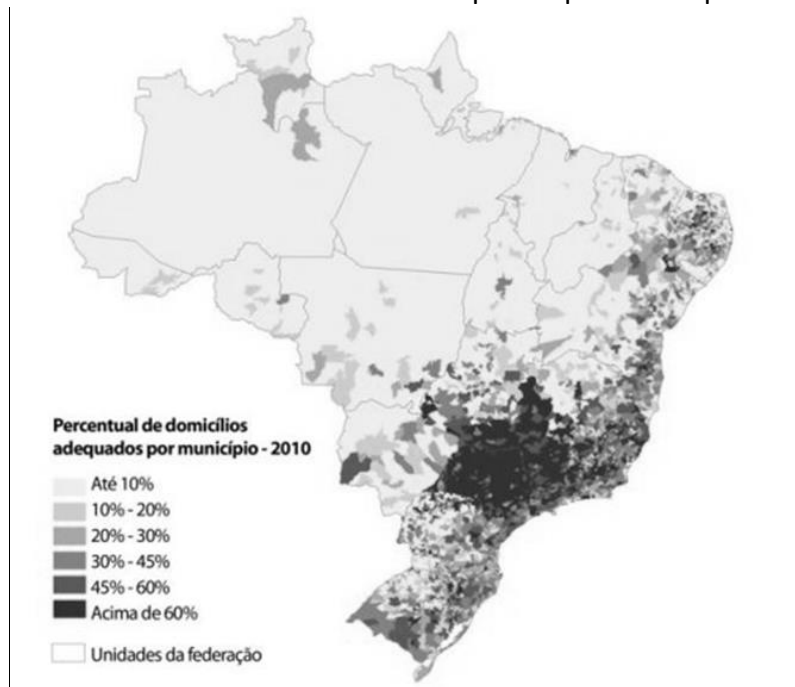 Percentual de domicílios
adequados por município - 2010
Até 10%
10% - 20%
20% - 30%
30% - 45%
45% - 60%
Acima de 60%
Unidades da federação